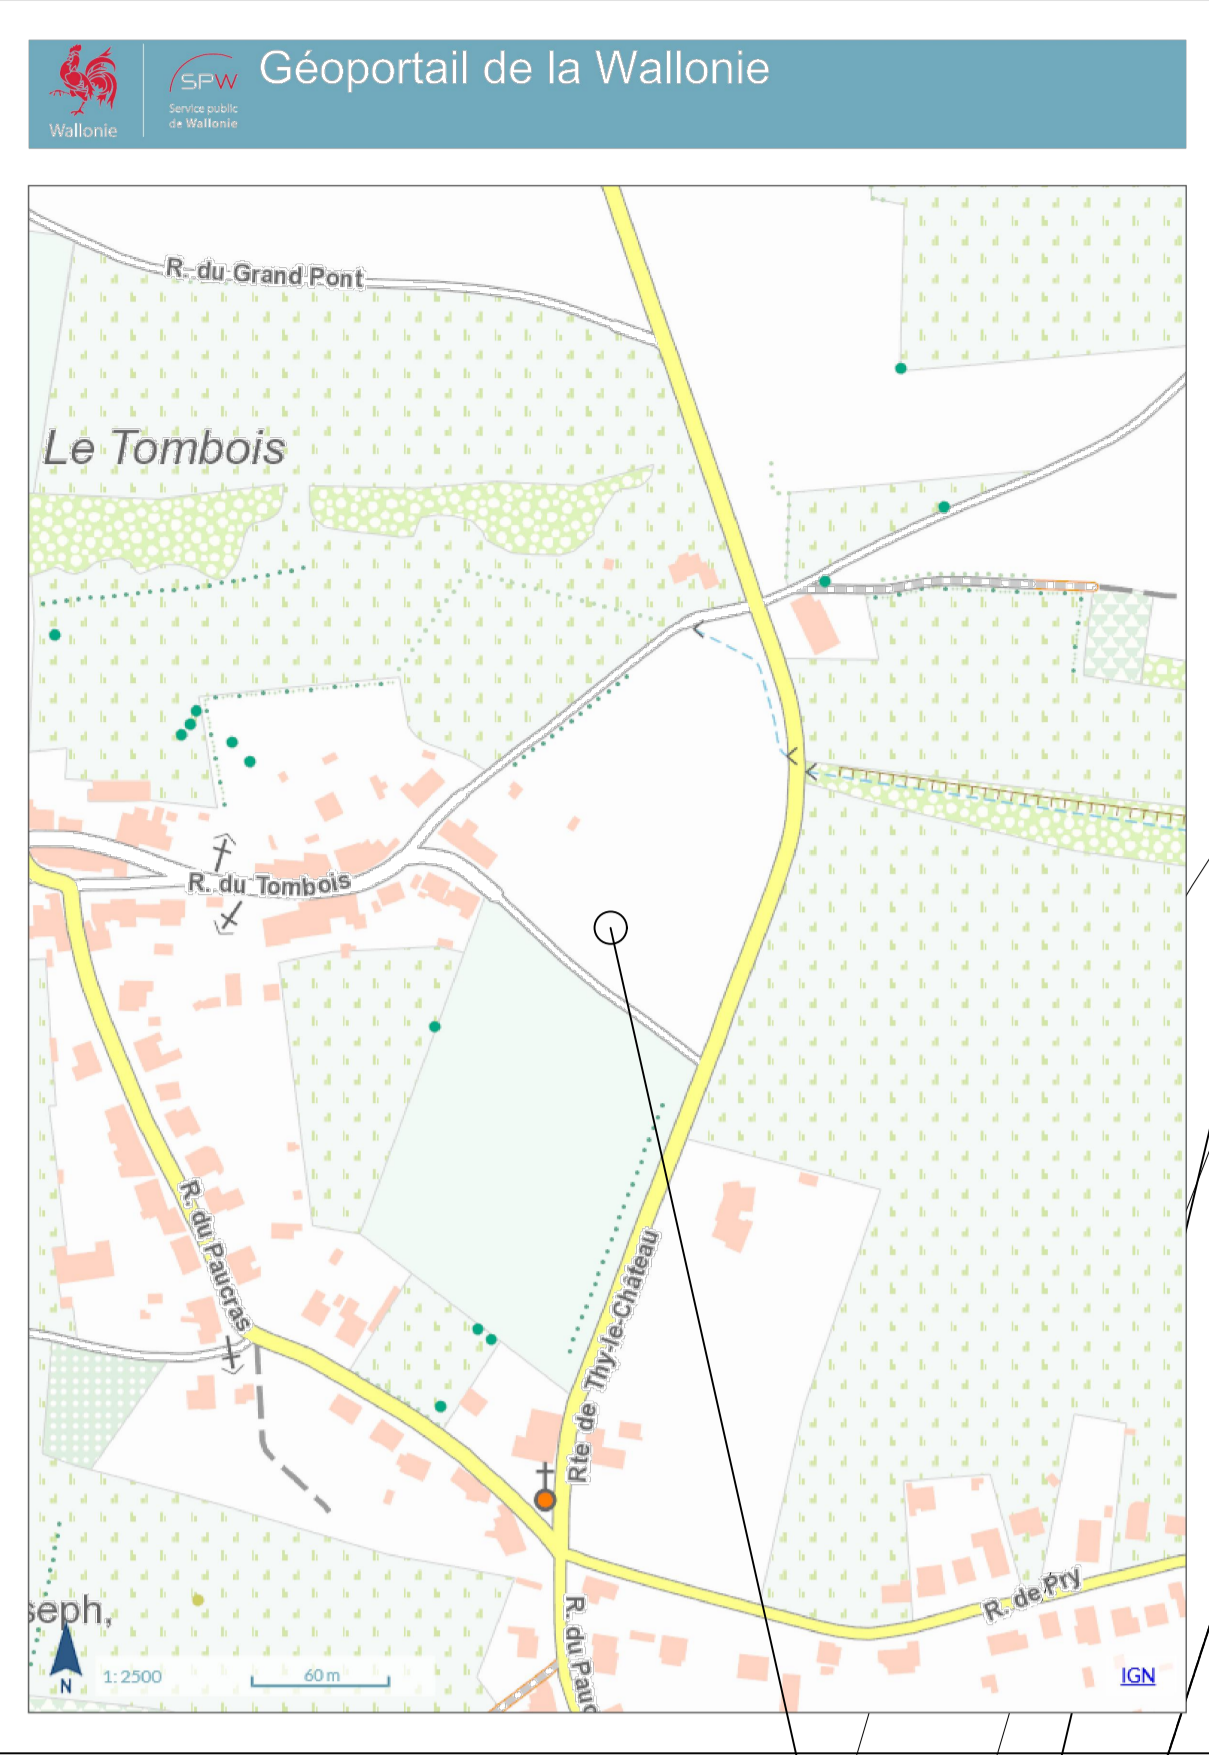 Géoportail de la Wallonie
SPW
Service public
de Wallonie
Wallonie
R. du Grand Pont
Le Tombois
R. du Tombois
R. du Paucras
Rte de Thy-le-Château
R. de Pry
R. du Pauc
seph,
N
1: 2500
60 m
IGN